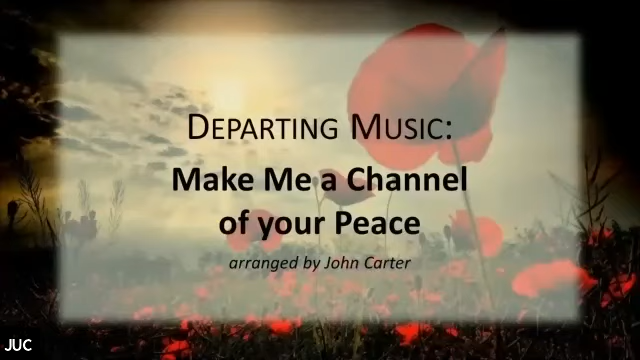 Departing Music:
Make Me a Channel
of your Peace
arranged by John Carter
JUC